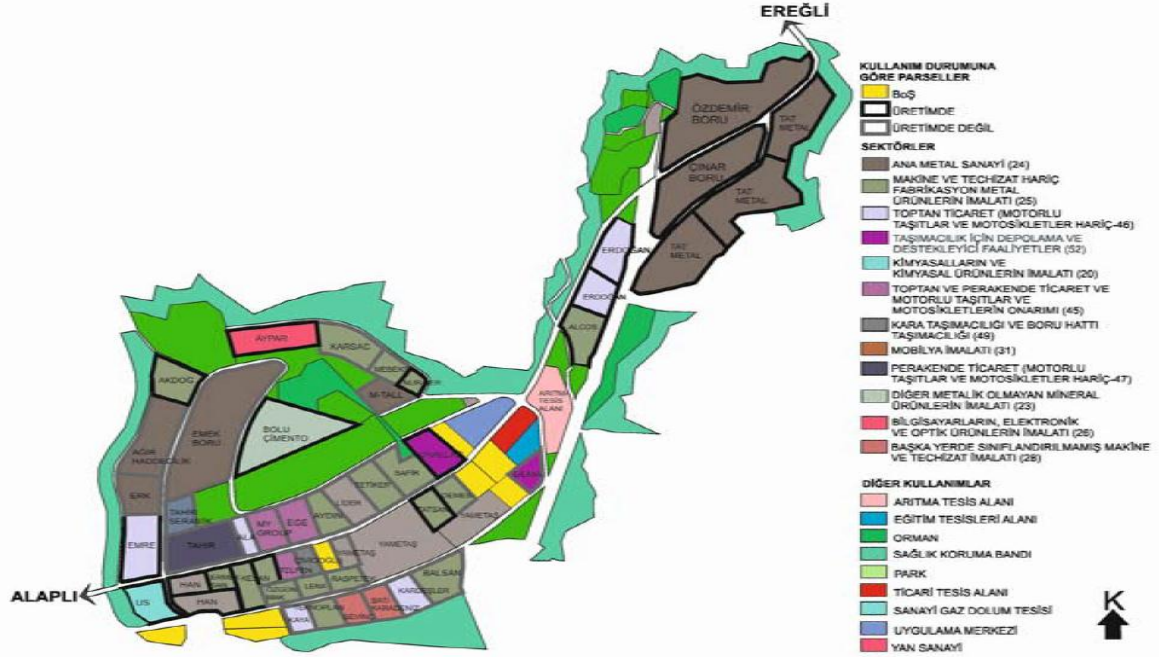 EREĞLİ
ÖZDEMİR
BORU
TAT
METAL
ÇINAR
BORU
TAT
METAL
TAT
METAL
ERDOĞAN
ERDOĞAN
ALCOS
ARITMA
TESİS
ALANI
AYPAR
KARSAC
AKDOĞ
M-TALL
EMEK
BORU
BOLU
ÇİMENTO
AĞIR
HADDECİLİK
ERK
SAFİK
LİDER
AYDIN
EGE
MY
GROUP
TAHİR
SERAMİK
TAHİR
EMRE
TATSAN
YAMETAŞ
YAMETAŞ
YAMETAŞ
HAN
HAN
US
LENA
BALSAN
KARDEŞLER
BATI
KARADENİZ
KAYA
ALAPLI
KULLANIM DURUMUNA
GÖRE PARSELLER
BoŞ
ÜRETİMDE
ÜRETİMDE DEĞİL
SEKTÖRLER
ANA METAL SANAYİ (24)
MAKİNE VE TECHİZAT HARİÇ
FABRİKASYON METAL
ÜRÜNLERİN İMALATI (25)
TOPTAN TİCARET (MOTORLU
TAŞITLAR VE MOTOSİKLETLER HARİÇ-46)
TAŞIMACILIK İÇİN DEPOLAMA VE
DESTEKLEYİCİ FAALİYETLER (52)
KİMYASALLARIN VE
KİMYASAL ÜRÜNLERİN İMALATI (20)
TOPTAN VE PERAKENDE TİCARET VE
MOTORLU TAŞITLAR VE
MOTOSİKLETLERİN ONARIMI (45)
KARA TAŞIMACILIĞI VE BORU HATTI
TAŞIMACILIĞI (49)
MOBİLYA İMALATI (31)
PERAKENDE TİCARET (MOTORLU
TAŞITLAR VE MOTOSİKLETLER HARİÇ-47)
DİĞER METALİK OLMAYAN MİNERAL
ÜRÜNLERİN İMALATI (23)
BİLGİSAYARLARIN, ELEKTRONİK
VE OPTİK ÜRÜNLERİN İMALATI (26)
BAŞKA YERDE SINIFLANDIRILMAMIŞ MAKİNE
VE TECHİZAT İMALATI (28)
DİĞER KULLANIMLAR
ARITMA TESİS ALANI
EĞİTİM TESİSLERİ ALANI
ORMAN
SAĞLIK KORUMA BANDI
PARK
TİCARİ TESİS ALANI
SANAYİ GAZ DOLUM TESİSİ
UYGULAMA MERKEZİ
YAN SANAYİ
K